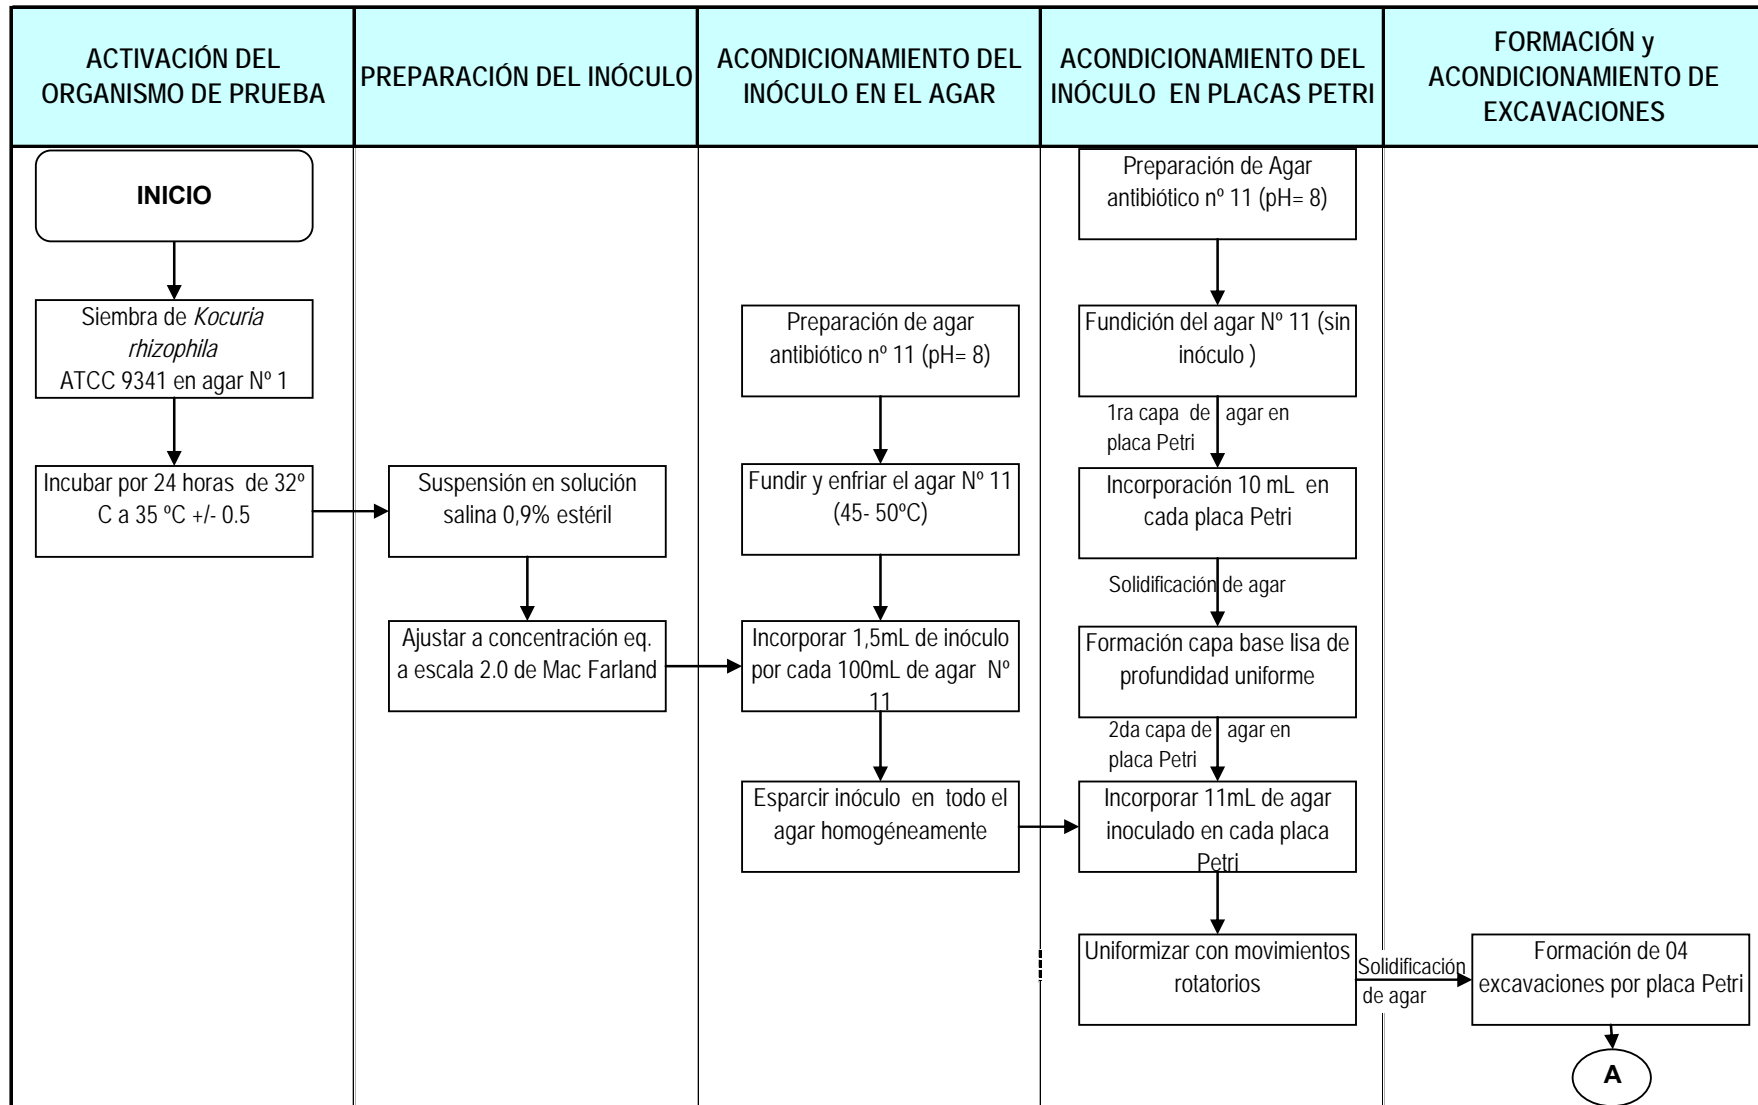 ACTIVACIÓN DEL
ORGANISMO DE PRUEBA
PREPARACIÓN DEL INÓCULO
ACONDICIONAMIENTO DEL
INÓCULO EN EL AGAR
ACONDICIONAMIENTO DEL
INÓCULO EN PLACAS PETRI
FORMACIÓN y
ACONDICIONAMIENTO DE
EXCAVACIONES
INICIO
Siembra de Kocuria
rhizophila
ATCC 9341 en agar Nº 1
Incubar por 24 horas de 32º
C a 35 ºC +/- 0.5
Suspensión en solución
salina 0,9% estéril
Ajustar a concentración eq.
a escala 2.0 de Mac Farland
Preparación de agar
antibiótico nº 11 (pH= 8)
Fundir y enfriar el agar Nº 11
(45- 50ºC)
Incorporar 1,5mL de inóculo
por cada 100mL de agar Nº
11
Esparcir inóculo en todo el
agar homogéneamente
Preparación de Agar
antibiótico nº 11 (pH= 8)
Fundición del agar Nº 11 (sin
inóculo )
1ra capa de agar en
placa Petri
Incorporación 10 mL en
cada placa Petri
Solidificación de agar
Formación capa base lisa de
profundidad uniforme
2da capa de agar en
placa Petri
Incorporar 11mL de agar
inoculado en cada placa
Petri
Uniformizar con movimientos
rotatorios
Solidificación
de agar
Formación de 04
excavaciones por placa Petri
A